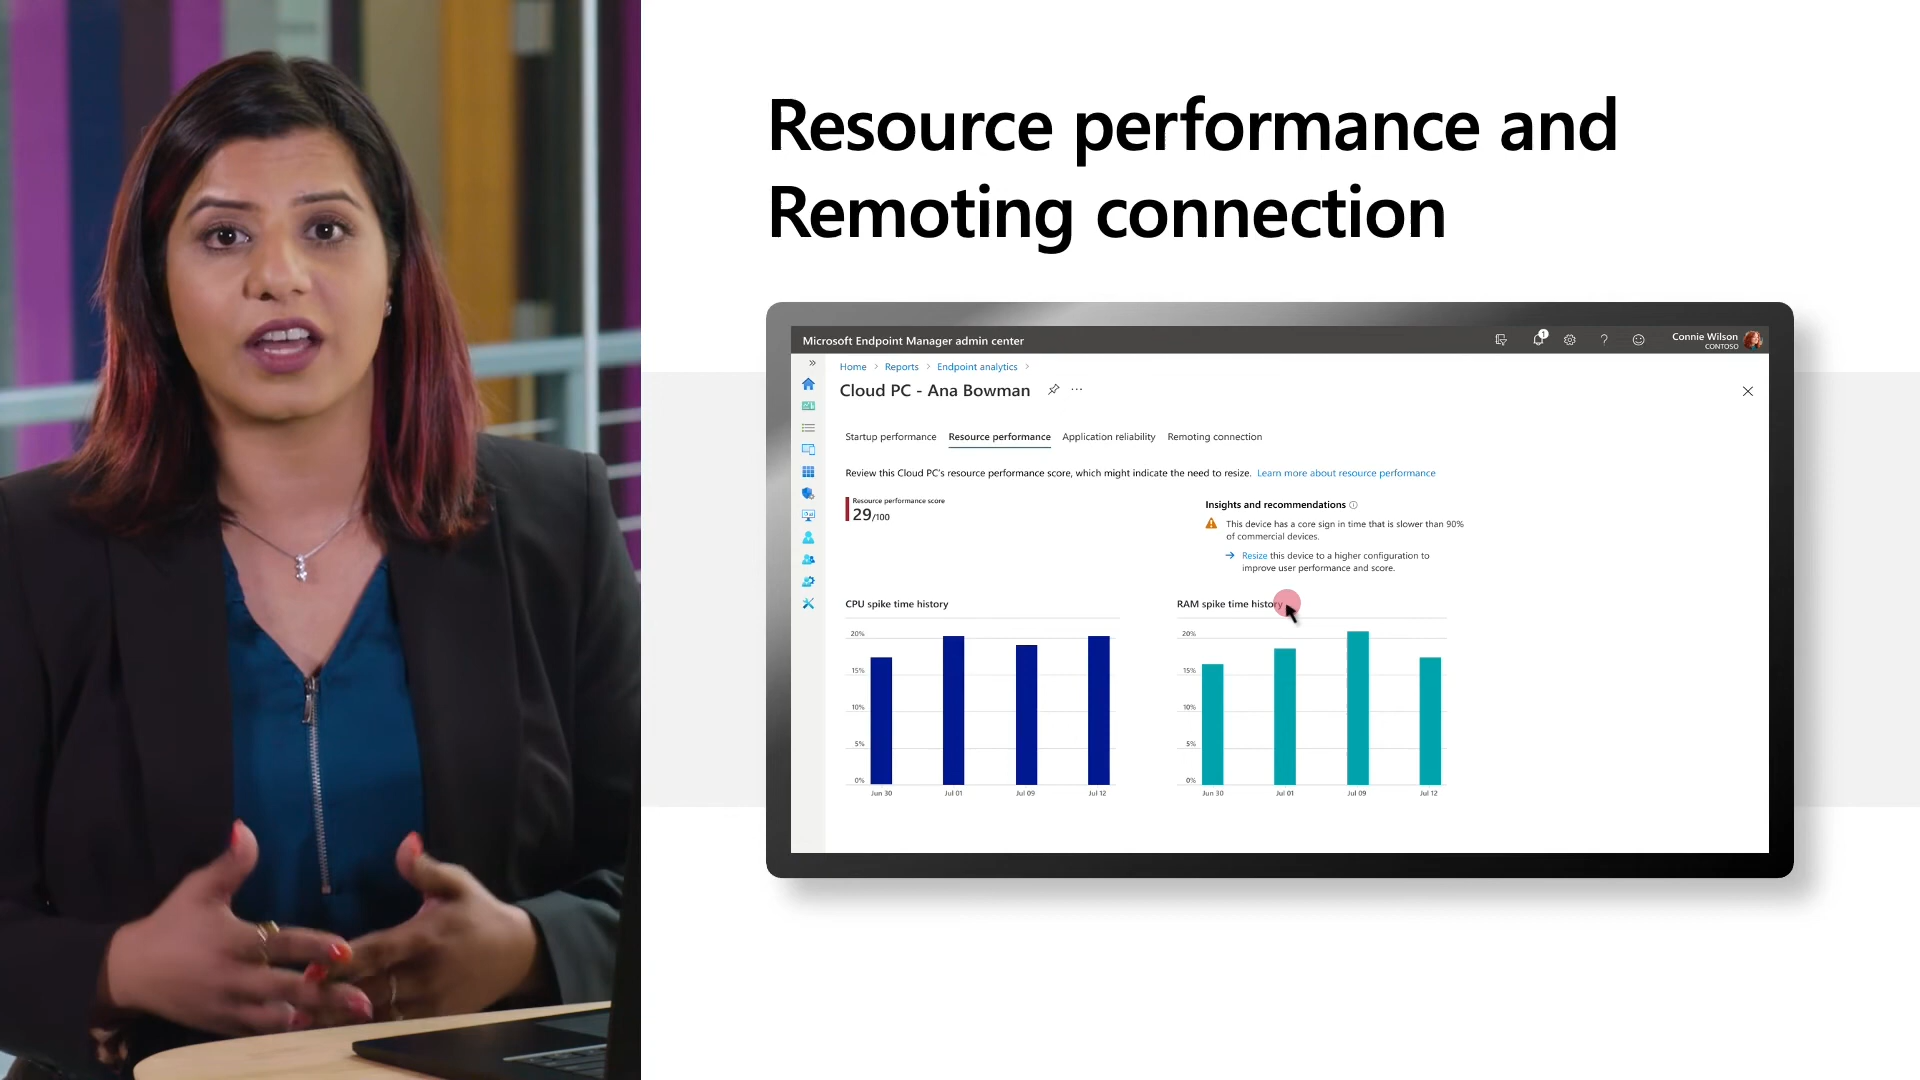 Resource performance and
Remoting connection
Microsoft Endpoint Manager admin center
1
Connie Wilson
CONTOSO
Home > Reports > Endpoint analytics >
Cloud PC - Ana Bowman
Startup performance Resource performance Application reliability Remoting connection
Review this Cloud PC's resource performance score, which might indicate the need to resize. Learn more about resource performance
Resource performance score
29/100
Insights and recommendations
This device has a core sign in time that is slower than 90%
of commercial devices.
Resize this device to a higher configuration to
improve user performance and score.
CPU spike time history
20%
15%
10%
5%
0%
Jun 30 Jul 01 Jul 09 Jul 12
RAM spike time history
20%
15%
10%
5%
0%
Jun 30 Jul 01 Jul 09 Jul 12